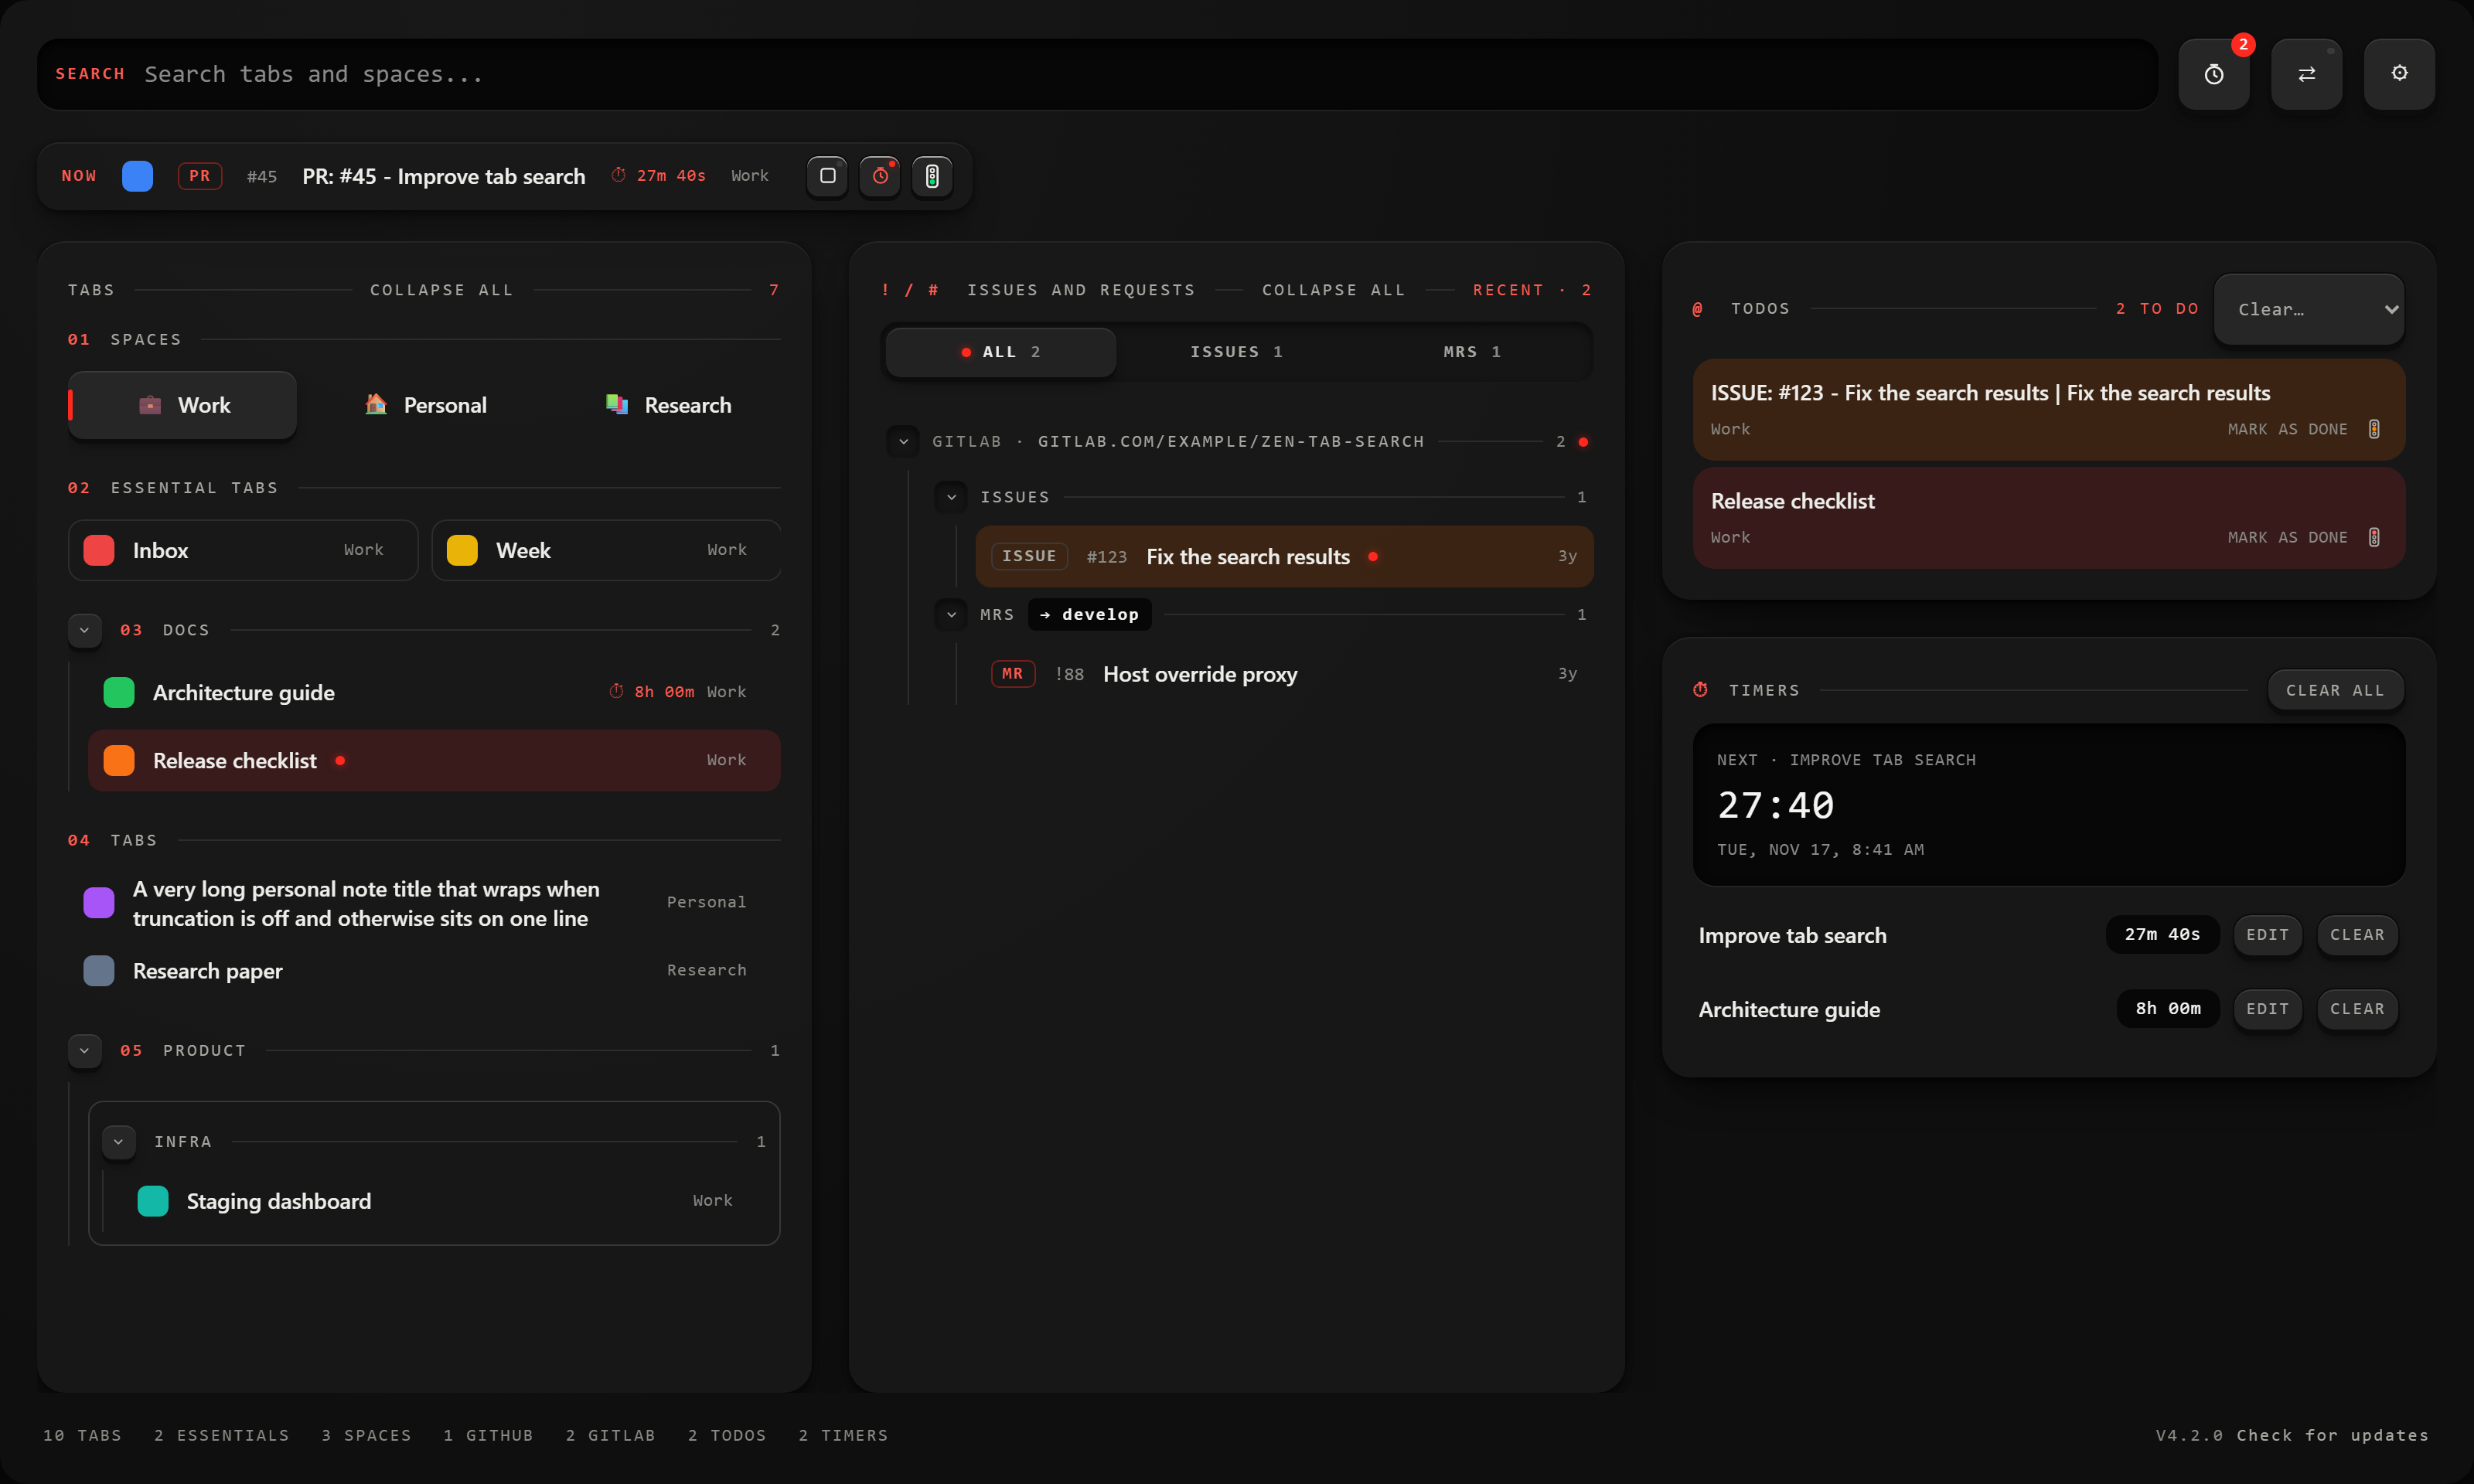 SEARCH Search tabs and spaces...
2
NOW PR #45 PR: #45 - Improve tab search 27m 40s Work
TABS COLLAPSE ALL 7
01 SPACES
Work Personal Research
02 ESSENTIAL TABS
Inbox Work Week Work
03 DOCS 2
Architecture guide 8h 00m Work
Release checklist Work
04 TABS
A very long personal note title that wraps when
truncation is off and otherwise sits on one line
Personal
Research paper Research
05 PRODUCT 1
INFRA 1
Staging dashboard Work
! / # ISSUES AND REQUESTS COLLAPSE ALL RECENT · 2
ALL 2 ISSUES 1 MRS 1
GITLAB · GITLAB.COM/EXAMPLE/ZEN-TAB-SEARCH 2
ISSUES 1
ISSUE #123 Fix the search results 3y
MRS → develop 1
MR !88 Host override proxy 3y
@ TODOS 2 TO DO Clear…
ISSUE: #123 - Fix the search results | Fix the search results
Work MARK AS DONE
Release checklist
Work MARK AS DONE
TIMERS CLEAR ALL
NEXT · IMPROVE TAB SEARCH
27:40
TUE, NOV 17, 8:41 AM
Improve tab search 27m 40s EDIT CLEAR
Architecture guide 8h 00m EDIT CLEAR
10 TABS 2 ESSENTIALS 3 SPACES 1 GITHUB 2 GITLAB 2 TODOS 2 TIMERS
V4.2.0 Check for updates